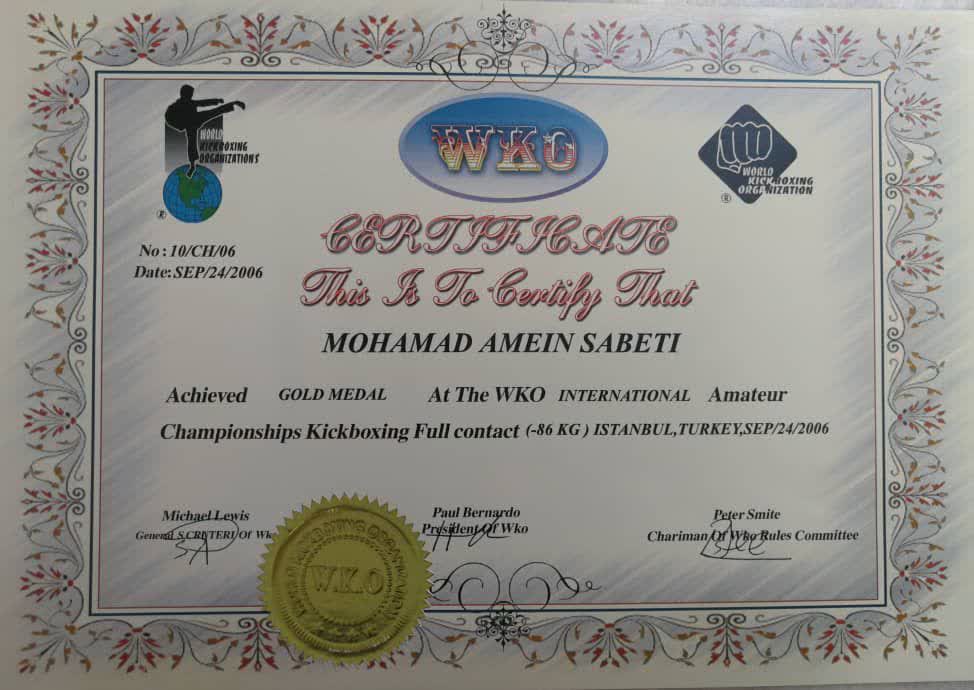 WORLD
KICKBOXING
ORGANIZATIONS
®
WKO
WORLD
KICKBOXING
ORGANIZATION
®
CERTIFICATE
No : 10/CH/06
Date: SEP/24/2006
This Is To Certify That
MOHAMAD AMEIN SABETI
Achieved GOLD MEDAL At The WKO INTERNATIONAL Amateur
Championships Kickboxing Full contact (-86 KG ) ISTANBUL,TURKEY,SEP/24/2006
Michael Lewis
General S.CRETERI Of Wk
Paul Bernardo
President Of Wko
Peter Smite
Chariman Of Wko Rules Committee
W.K.O